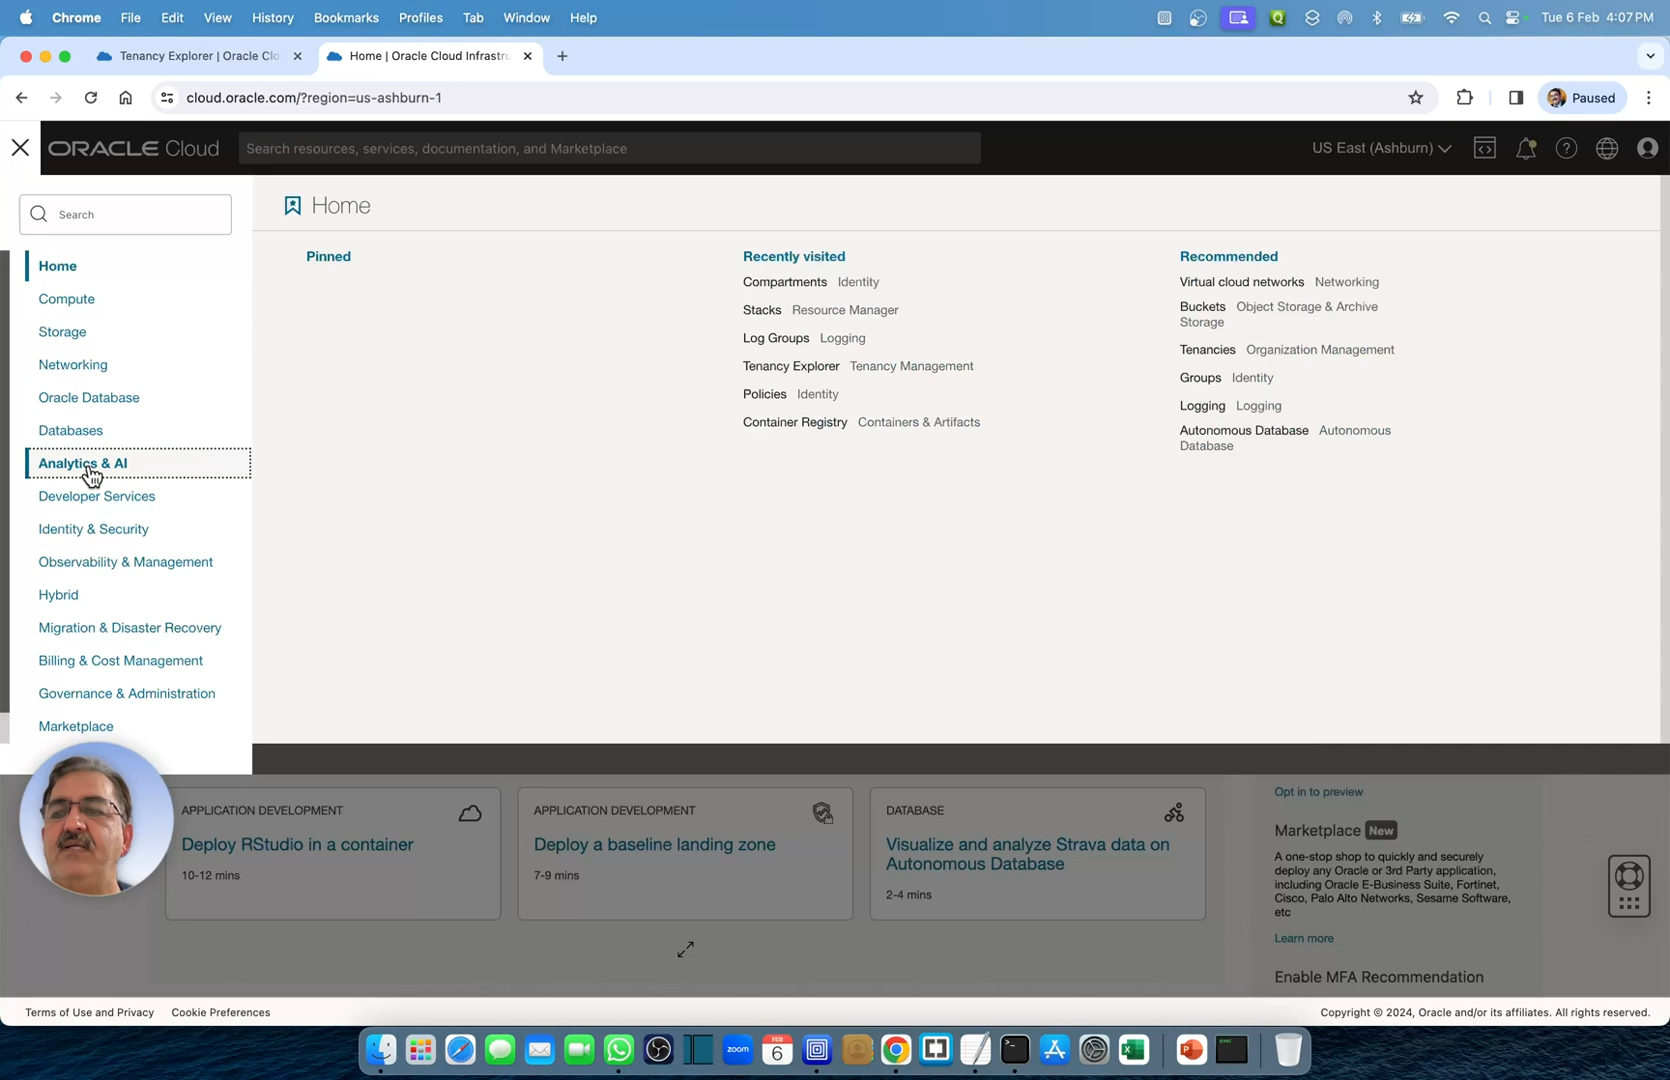 Chrome File Edit View History Bookmarks Profiles Tab Window Help
Tue 6 Feb 4:07 PM
Tenancy Explorer | Oracle Clo
Home | Oracle Cloud Infrastru
cloud.oracle.com/?region=us-ashburn-1
Paused
ORACLE Cloud
Search resources, services, documentation, and Marketplace
US East (Ashburn)
Search
Home
Compute
Storage
Networking
Oracle Database
Databases
Analytics & AI
Developer Services
Identity & Security
Observability & Management
Hybrid
Migration & Disaster Recovery
Billing & Cost Management
Governance & Administration
Marketplace
Home
Pinned
Recently visited
Compartments Identity
Stacks Resource Manager
Log Groups Logging
Tenancy Explorer Tenancy Management
Policies Identity
Container Registry Containers & Artifacts
Recommended
Virtual cloud networks Networking
Buckets Object Storage & Archive
Storage
Tenancies Organization Management
Groups Identity
Logging Logging
Autonomous Database Autonomous
Database
APPLICATION DEVELOPMENT
Deploy RStudio in a container
10-12 mins
APPLICATION DEVELOPMENT
Deploy a baseline landing zone
7-9 mins
DATABASE
Visualize and analyze Strava data on
Autonomous Database
2-4 mins
Opt in to preview
Marketplace New
A one-stop shop to quickly and securely
deploy any Oracle or 3rd Party application,
including Oracle E-Business Suite, Fortinet,
Cisco, Palo Alto Networks, Sesame Software,
etc
Learn more
Enable MFA Recommendation
Terms of Use and Privacy Cookie Preferences
Copyright © 2024, Oracle and/or its affiliates. All rights reserved.
zoom
FEB
6